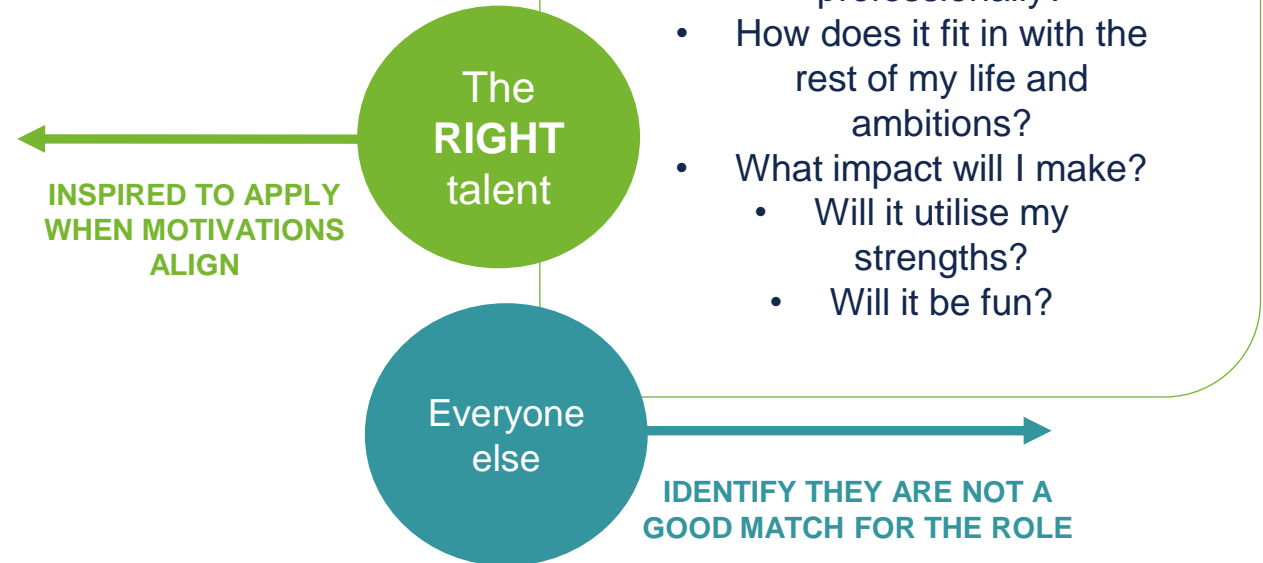 professionally?
• How does it fit in with the
rest of my life and
ambitions?
• What impact will I make?
• Will it utilise my
strengths?
• Will it be fun?
The
RIGHT
talent
INSPIRED TO APPLY
WHEN MOTIVATIONS
ALIGN
Everyone
else
IDENTIFY THEY ARE NOT A
GOOD MATCH FOR THE ROLE